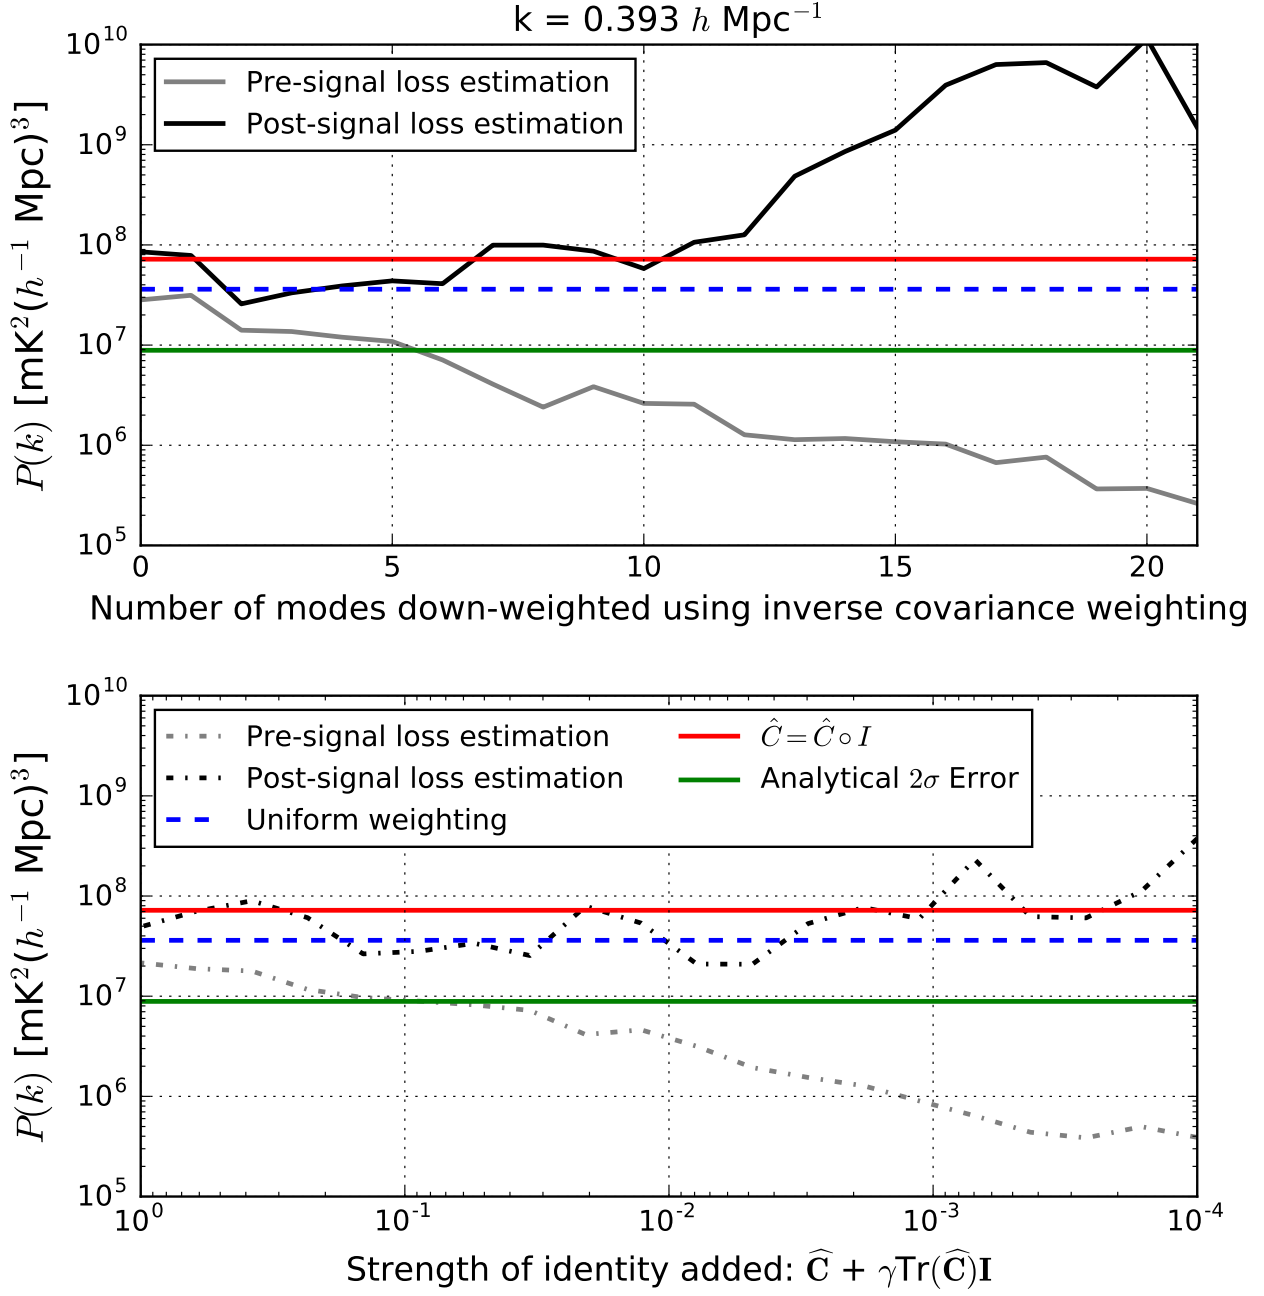 k = 0.393 h Mpc⁻¹
10¹⁰
10⁹
10⁸
10⁷
10⁶
10⁵
P(k) [mK²(h⁻¹ Mpc)³]
Pre-signal loss estimation
Post-signal loss estimation
0 5 10 15 20
Number of modes down-weighted using inverse covariance weighting
10¹⁰
10⁹
10⁸
10⁷
10⁶
10⁵
P(k) [mK²(h⁻¹ Mpc)³]
Pre-signal loss estimation
Post-signal loss estimation
Uniform weighting
Ĉ = Ĉ ∘ I
Analytical 2σ Error
10⁰ 10⁻¹ 10⁻² 10⁻³ 10⁻⁴
Strength of identity added: Ĉ + γTr(Ĉ)I